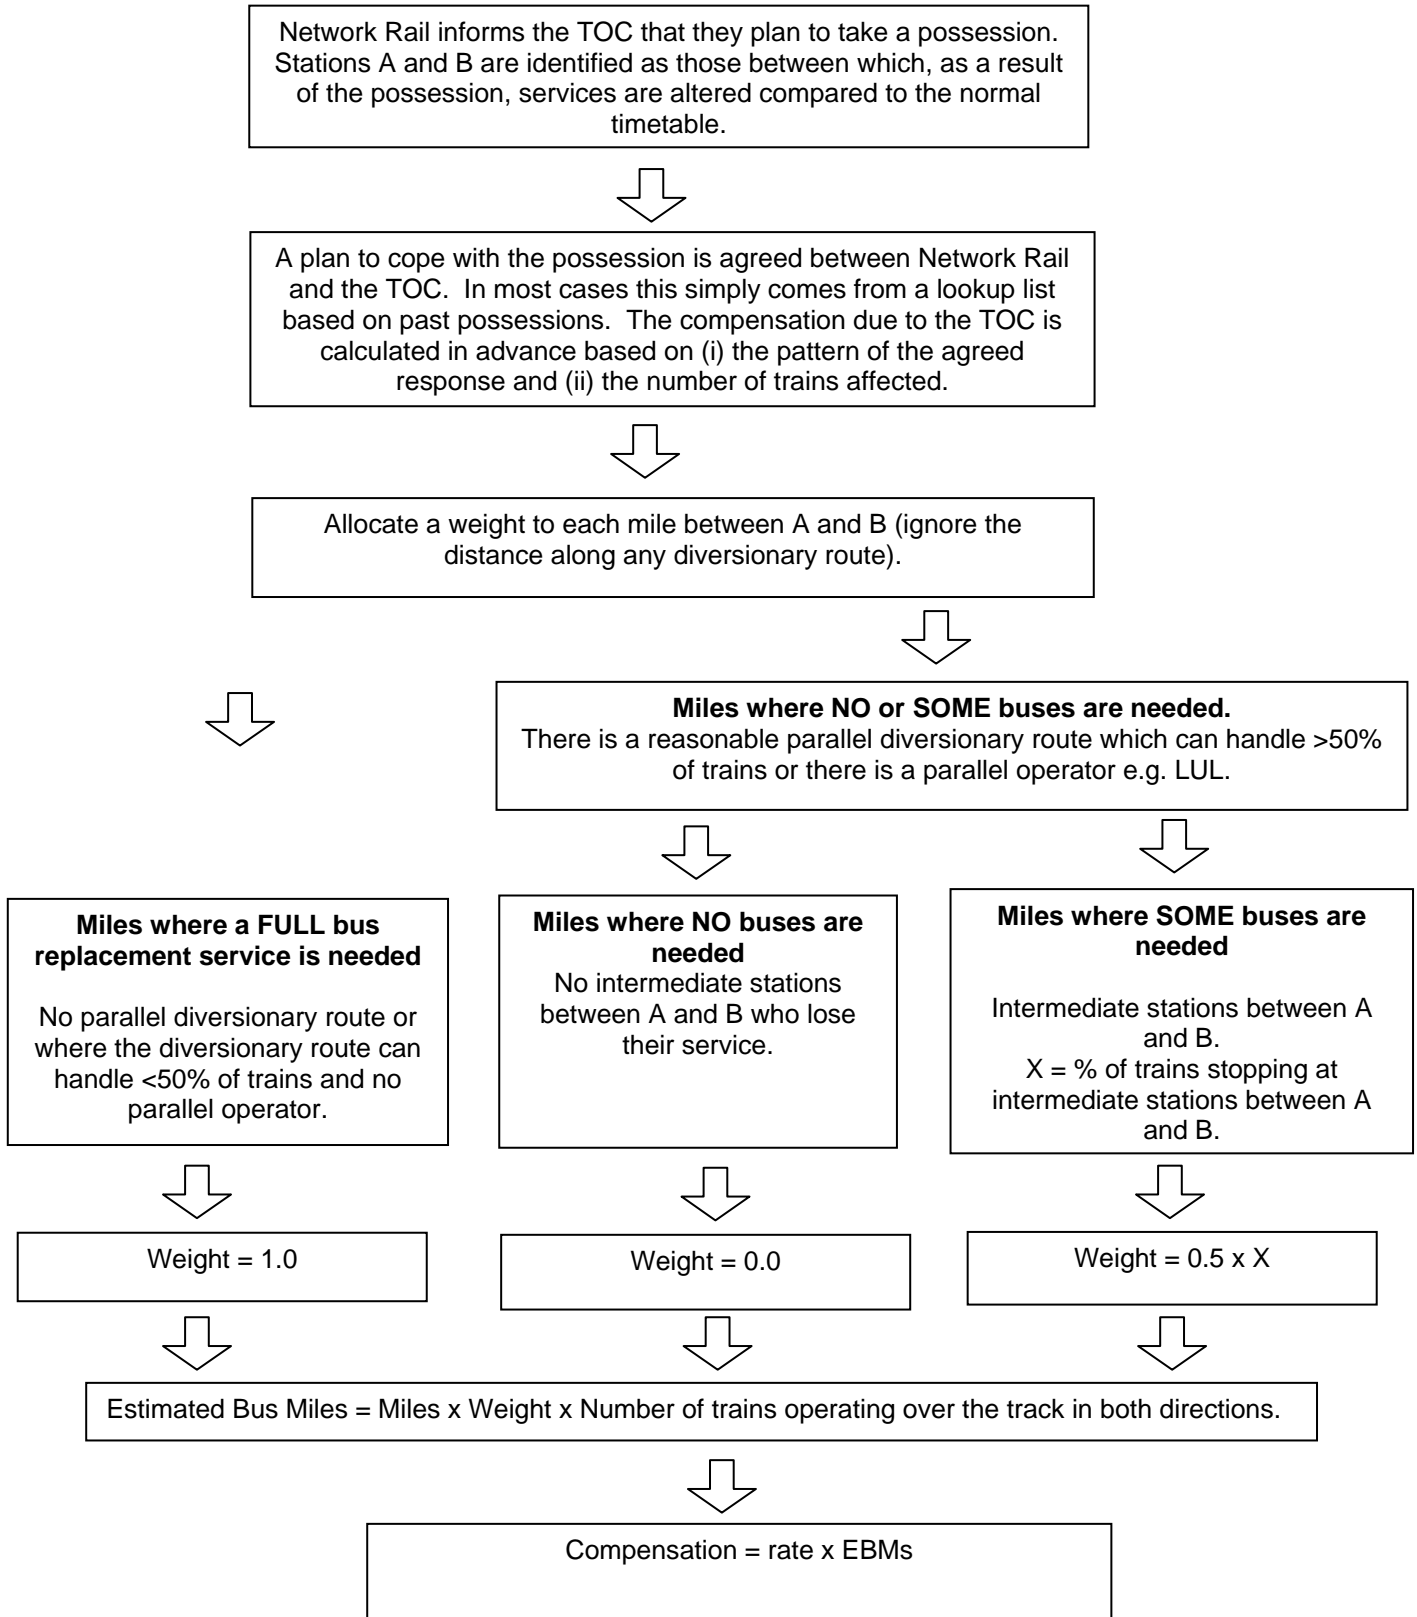 Network Rail informs the TOC that they plan to take a possession.
Stations A and B are identified as those between which, as a result
of the possession, services are altered compared to the normal
timetable.
A plan to cope with the possession is agreed between Network Rail
and the TOC.  In most cases this simply comes from a lookup list
based on past possessions.  The compensation due to the TOC is
calculated in advance based on (i) the pattern of the agreed
response and (ii) the number of trains affected.
Allocate a weight to each mile between A and B (ignore the
distance along any diversionary route).
Miles where NO or SOME buses are needed.
There is a reasonable parallel diversionary route which can handle >50%
of trains or there is a parallel operator e.g. LUL.
Miles where a FULL bus
replacement service is needed
No parallel diversionary route or
where the diversionary route can
handle <50% of trains and no
parallel operator.
Miles where NO buses are
needed
No intermediate stations
between A and B who lose
their service.
Miles where SOME buses are
needed
Intermediate stations between A
and B.
X = % of trains stopping at
intermediate stations between A
and B.
Weight = 1.0
Weight = 0.0
Weight = 0.5 x X
Estimated Bus Miles = Miles x Weight x Number of trains operating over the track in both directions.
Compensation = rate x EBMs